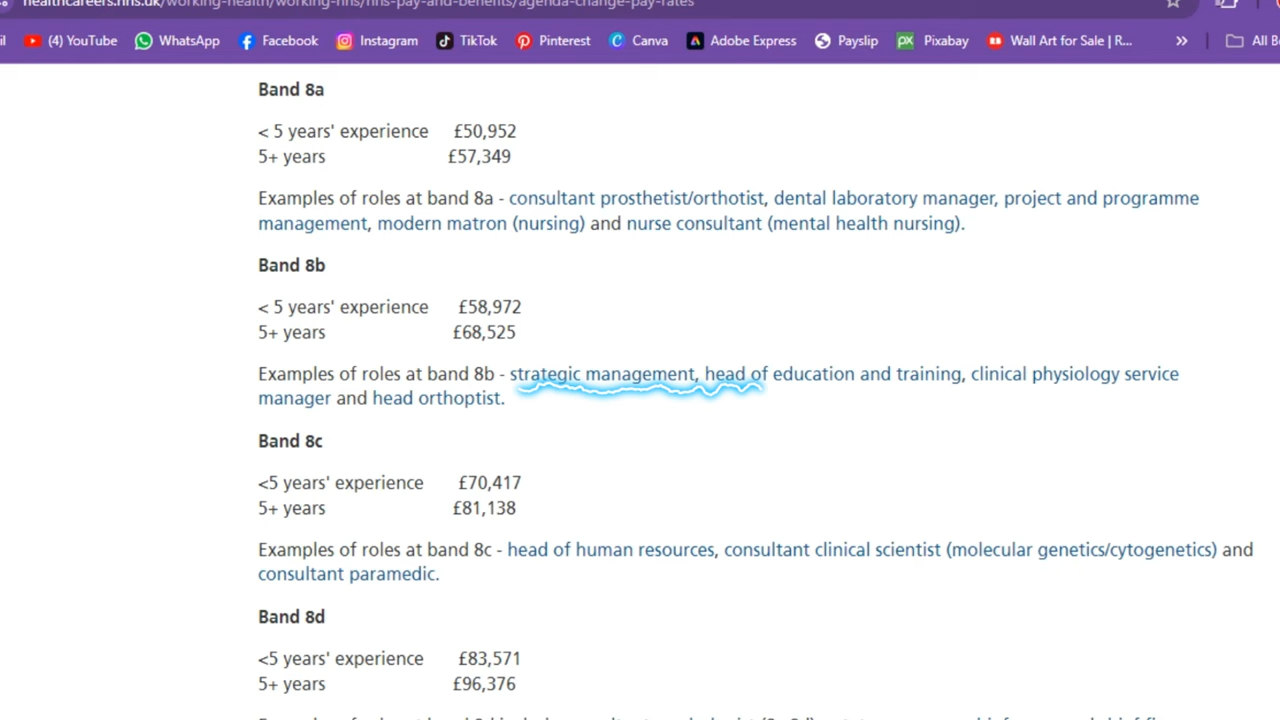 healthcareers.nhs.uk/working-health/working-nhs/nhs-pay-and-benefits/agenda-change-pay-rates
il (4) YouTube WhatsApp Facebook Instagram TikTok Pinterest Canva Adobe Express Payslip Pixabay Wall Art for Sale | R... » All B
Band 8a
< 5 years' experience £50,952
5+ years £57,349
Examples of roles at band 8a - consultant prosthetist/orthotist, dental laboratory manager, project and programme
management, modern matron (nursing) and nurse consultant (mental health nursing).
Band 8b
< 5 years' experience £58,972
5+ years £68,525
Examples of roles at band 8b - strategic management, head of education and training, clinical physiology service
manager and head orthoptist.
Band 8c
<5 years' experience £70,417
5+ years £81,138
Examples of roles at band 8c - head of human resources, consultant clinical scientist (molecular genetics/cytogenetics) and
consultant paramedic.
Band 8d
<5 years' experience £83,571
5+ years £96,376